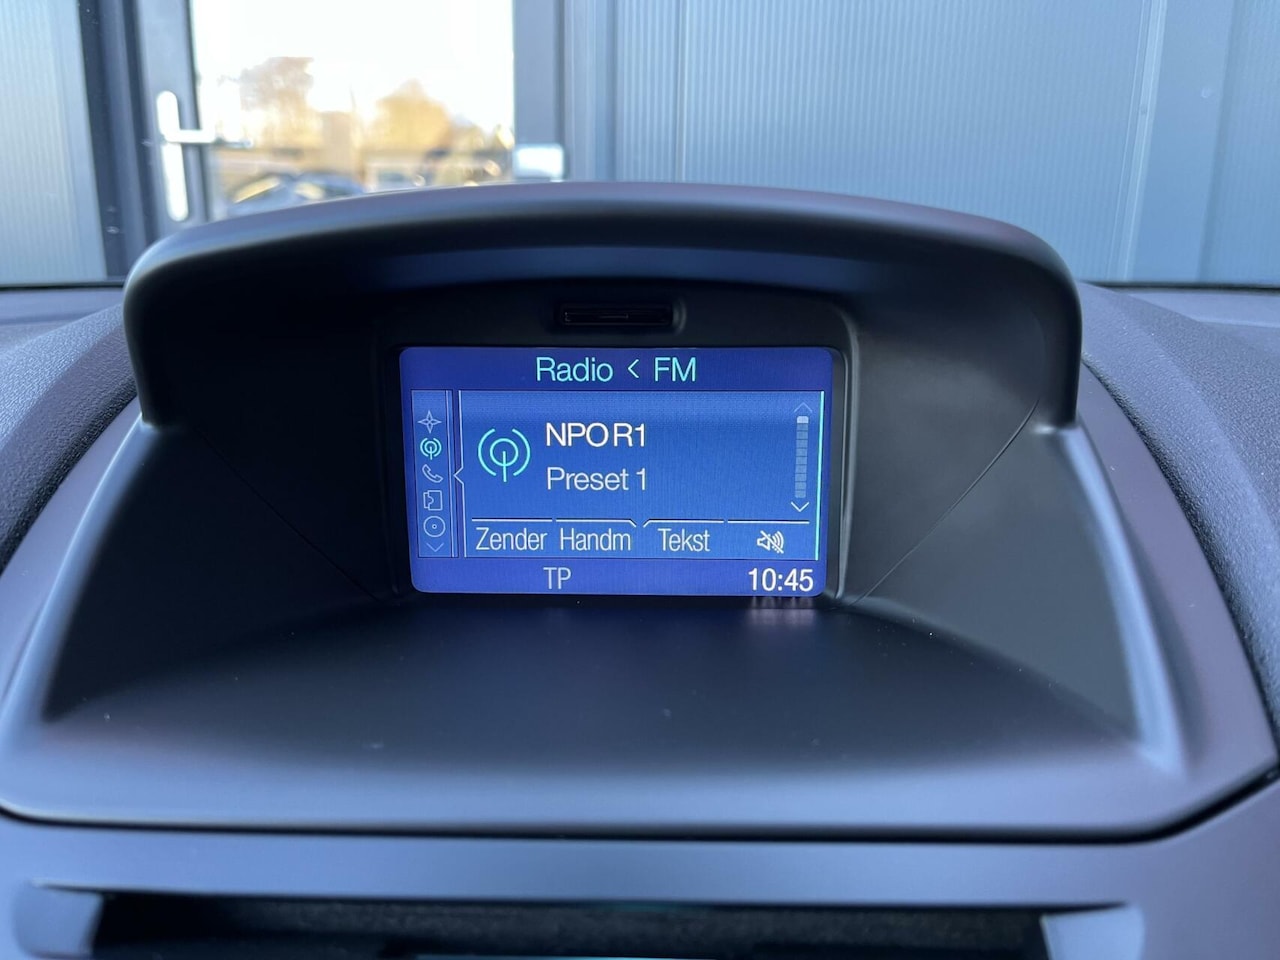 Radio < FM
NPO R1
Preset 1
Zender Handm Tekst
TP 10:45